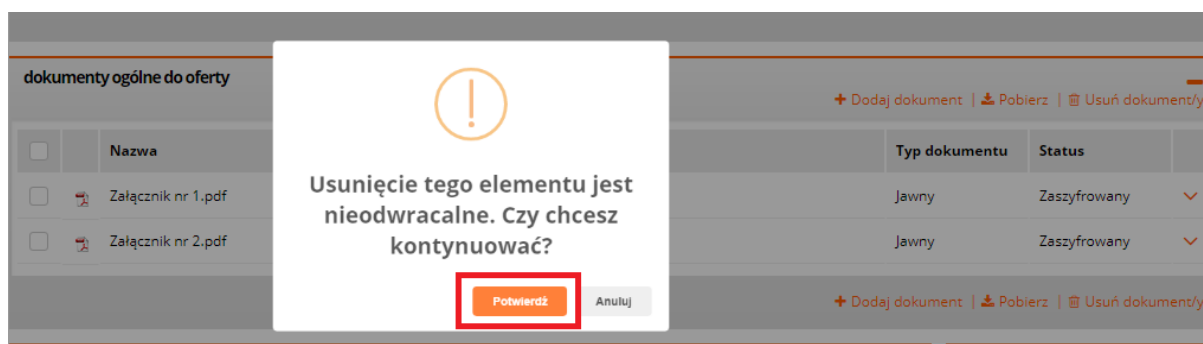 dokumenty ogólne do oferty
Dodaj dokument | Pobierz | Usuń dokument/y
Nazwa Typ dokumentu Status
Załącznik nr 1.pdf Jawny Zaszyfrowany
Załącznik nr 2.pdf Jawny Zaszyfrowany
Usunięcie tego elementu jest
nieodwracalne. Czy chcesz
kontynuować?
Potwierdź Anuluj
Dodaj dokument | Pobierz | Usuń dokument/y